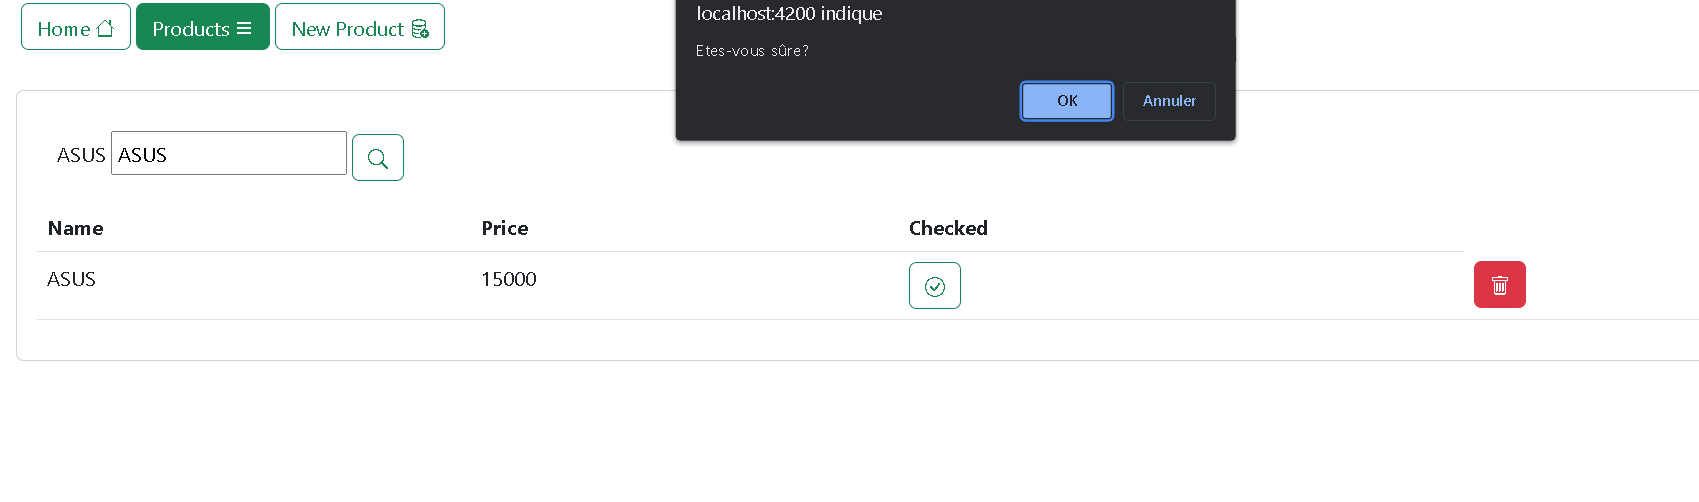 Home Products New Product
localhost:4200 indique
Etes-vous sûre?
OK Annuler
ASUS ASUS
Name Price Checked
ASUS 15000